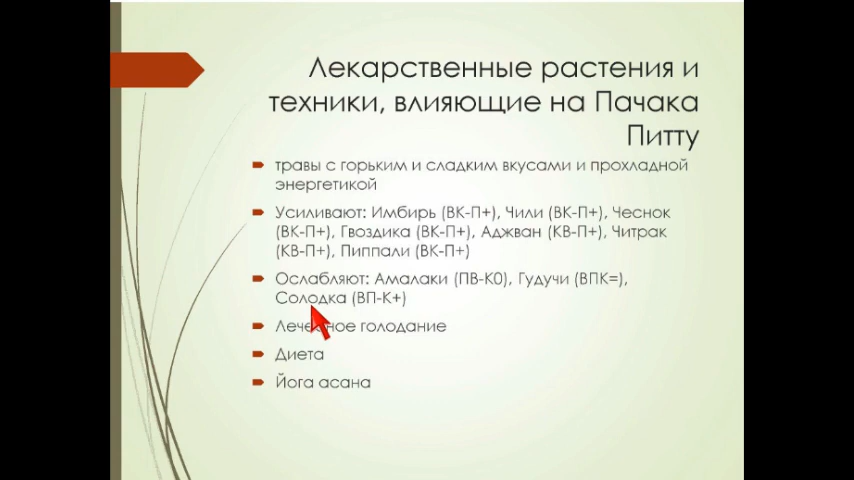 Лекарственные растения и
техники, влияющие на Пачака
Питту
травы с горьким и сладким вкусами и прохладной
энергетикой
Усиливают: Имбирь (ВК-П+), Чили (ВК-П+), Чеснок
(ВК-П+), Гвоздика (ВК-П+), Аджван (КВ-П+), Читрак
(КВ-П+), Пиппали (ВК-П+)
Ослабляют: Амалаки (ПВ-К0), Гудучи (ВПК=),
Солодка (ВП-К+)
Лечебное голодание
Диета
Йога асана